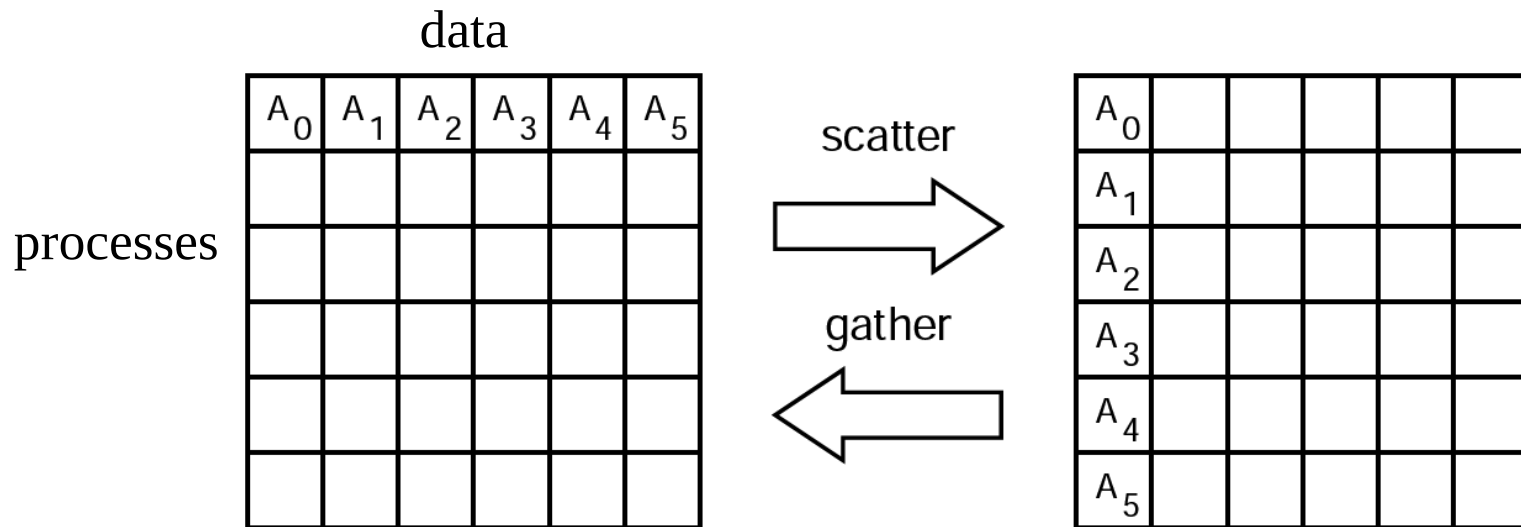 data
A0 A1 A2 A3 A4 A5
scatter
processes
gather
A0
A1
A2
A3
A4
A5